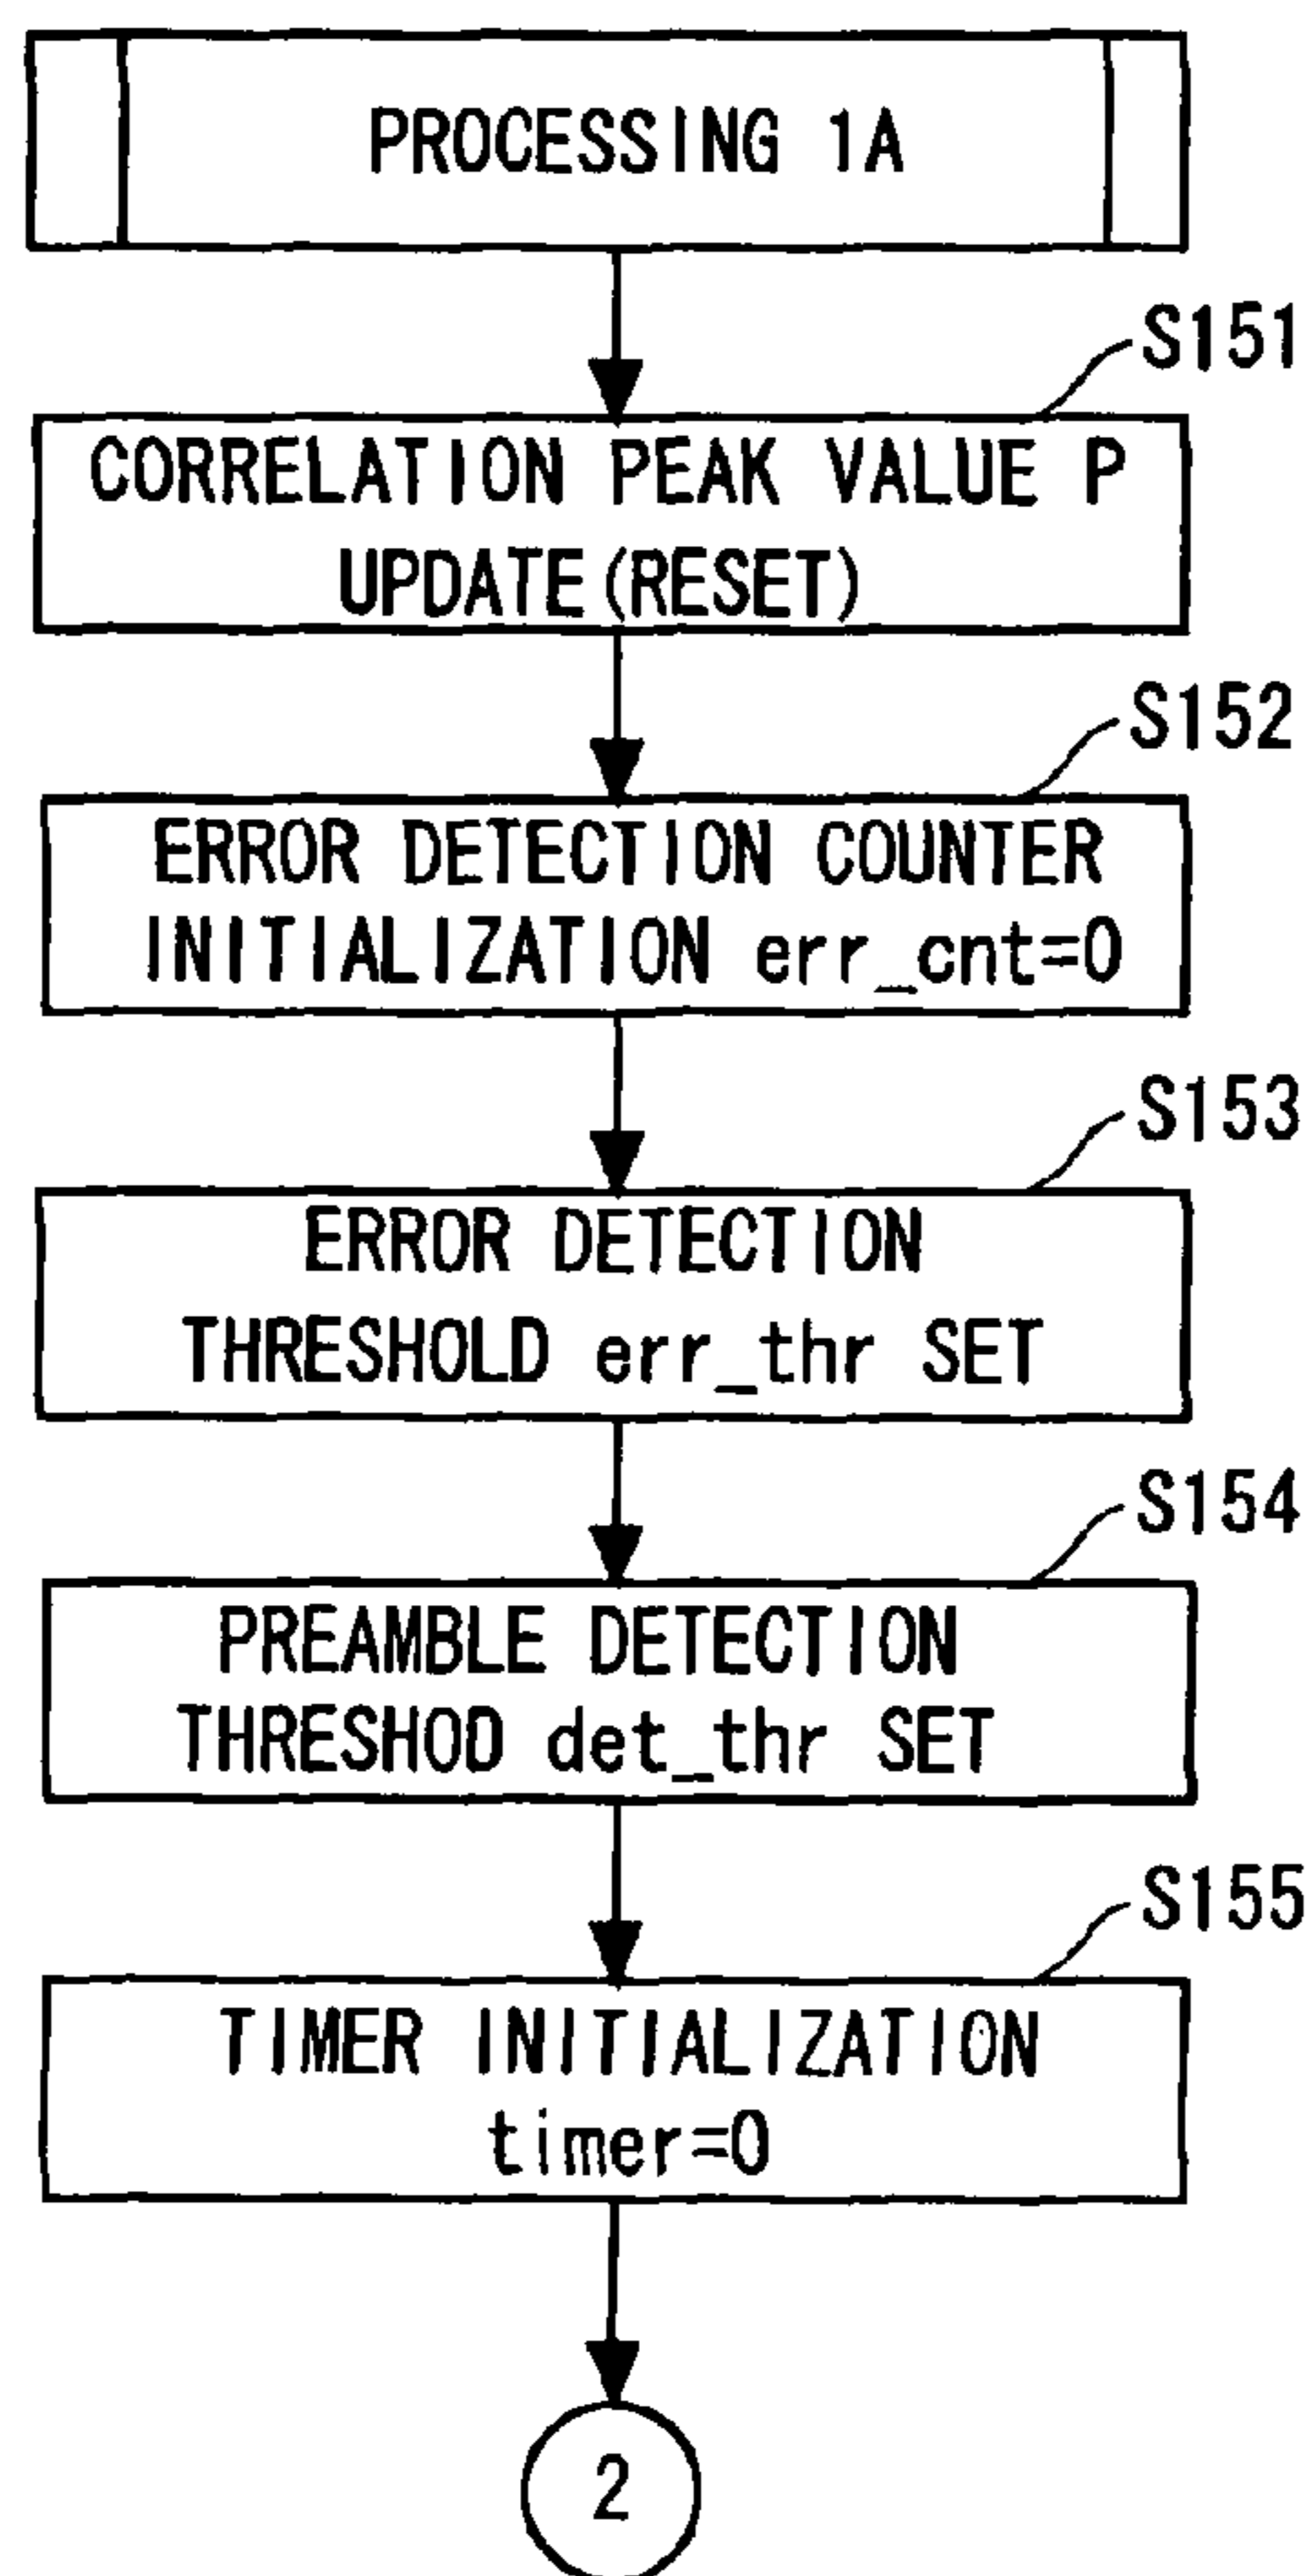 PROCESSING 1A
S151
CORRELATION PEAK VALUE P
UPDATE(RESET)
S152
ERROR DETECTION COUNTER
INITIALIZATION err_cnt=0
S153
ERROR DETECTION
THRESHOLD err_thr SET
S154
PREAMBLE DETECTION
THRESHOD det_thr SET
S155
TIMER INITIALIZATION
timer=0
2